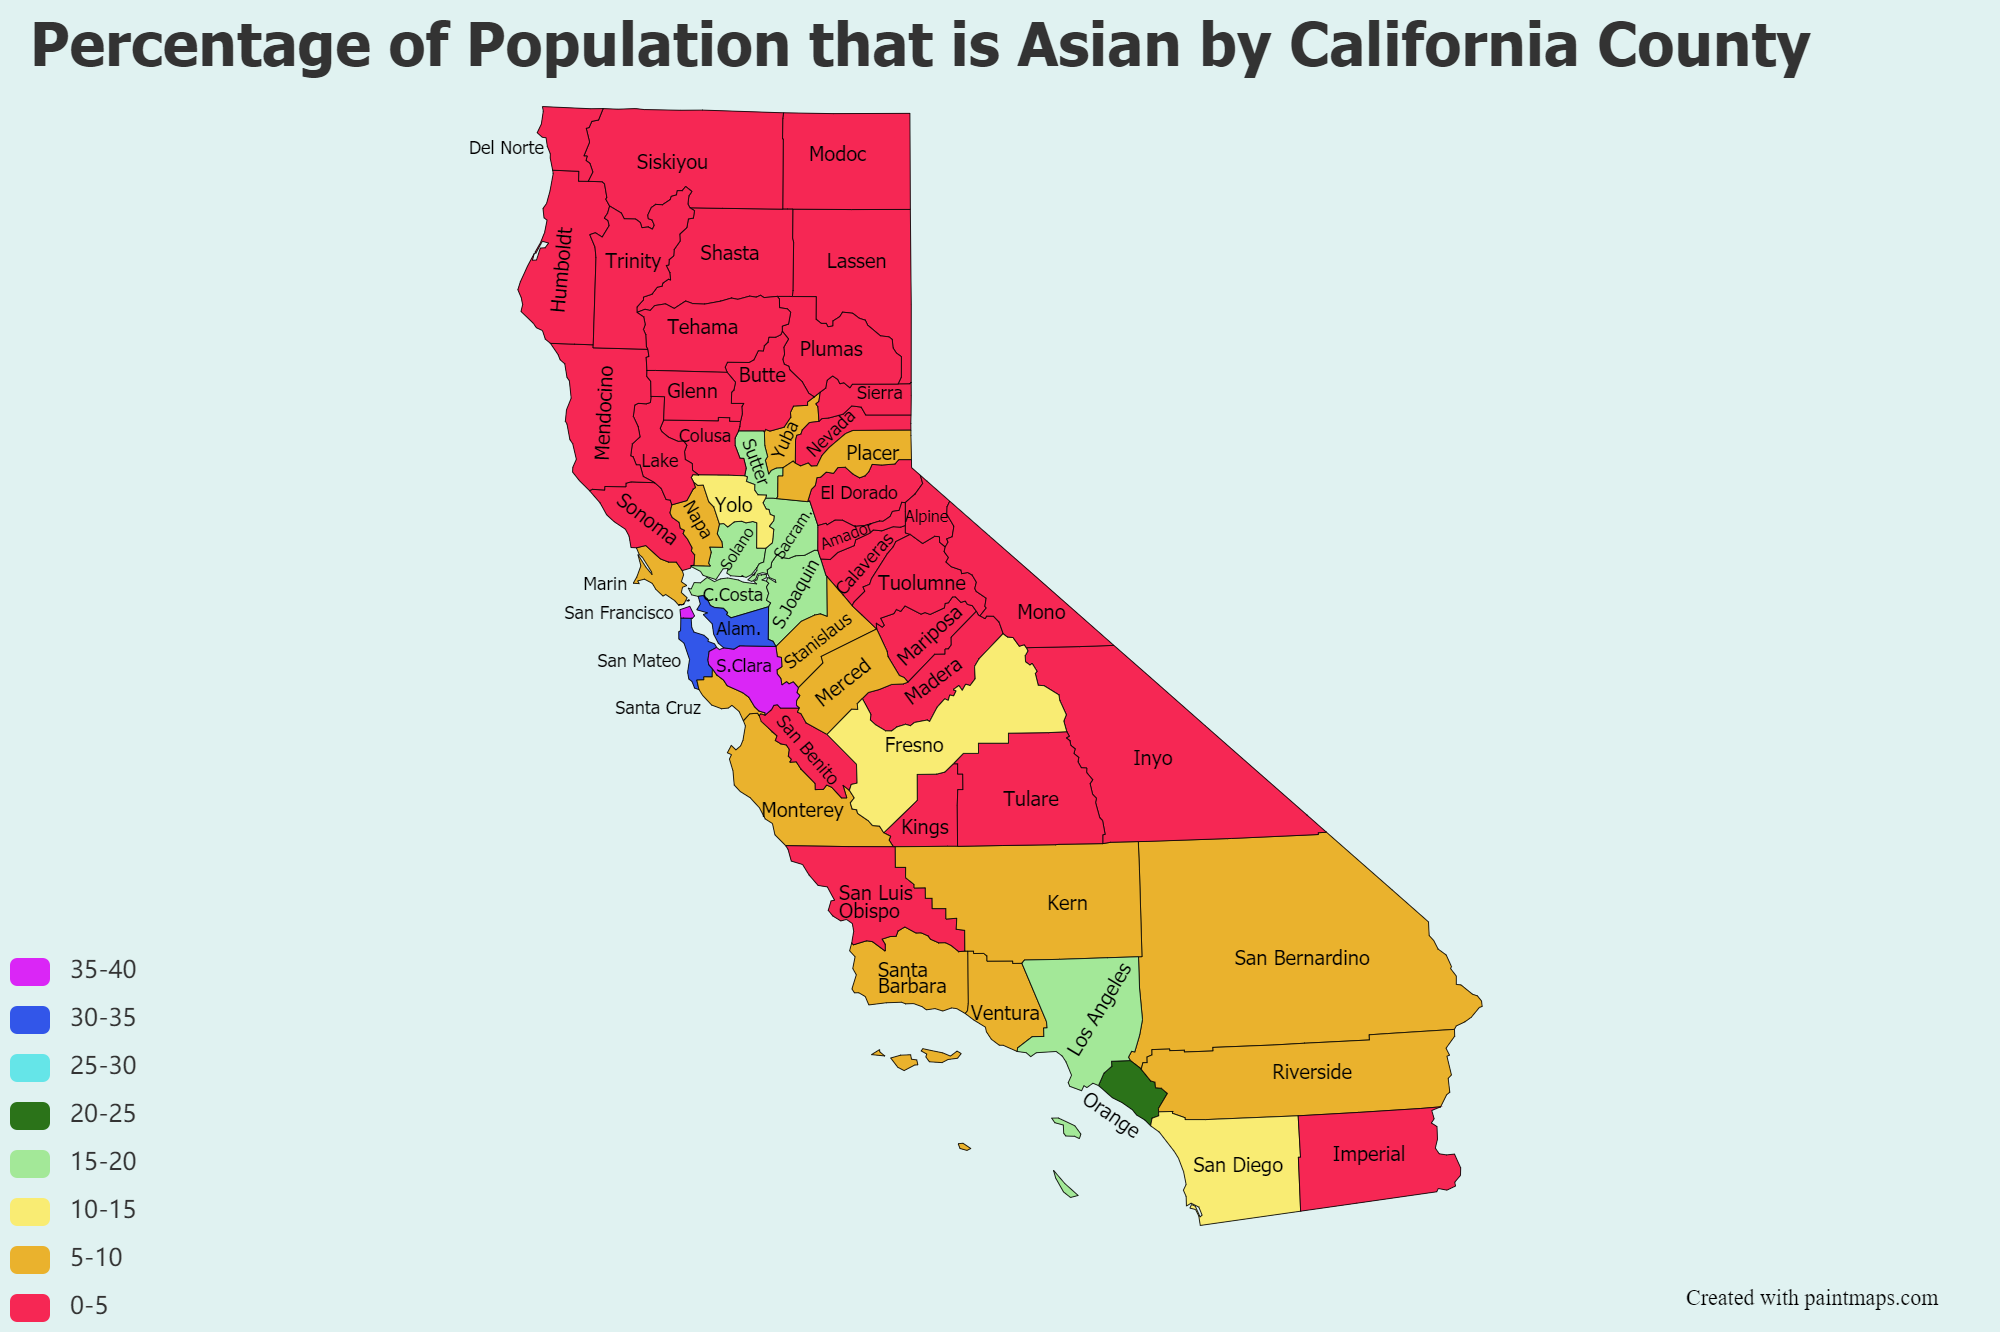 Percentage of Population that is Asian by California County
Del Norte
Siskiyou
Modoc
Humboldt
Trinity
Shasta
Lassen
Tehama
Plumas
Mendocino
Glenn
Butte
Sierra
Colusa
Lake
Sutter
Yuba
Nevada
Placer
Sonoma
Napa
Yolo
El Dorado
Solano
Sacram.
Amador
Alpine
Calaveras
Marin
C.Costa
S.Joaquin
Tuolumne
Mono
San Francisco
Alam.
Stanislaus
Mariposa
San Mateo
S.Clara
Merced
Madera
Santa Cruz
San Benito
Fresno
Inyo
Monterey
Kings
Tulare
San Luis
Obispo
Kern
San Bernardino
Santa
Barbara
Ventura
Los Angeles
Orange
Riverside
San Diego
Imperial
35-40
30-35
25-30
20-25
15-20
10-15
5-10
0-5
Created with paintmaps.com